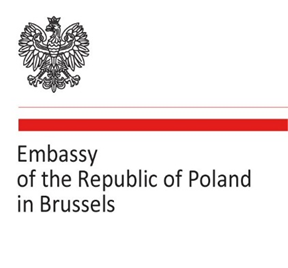 Embassy
of the Republic of Poland
in Brussels